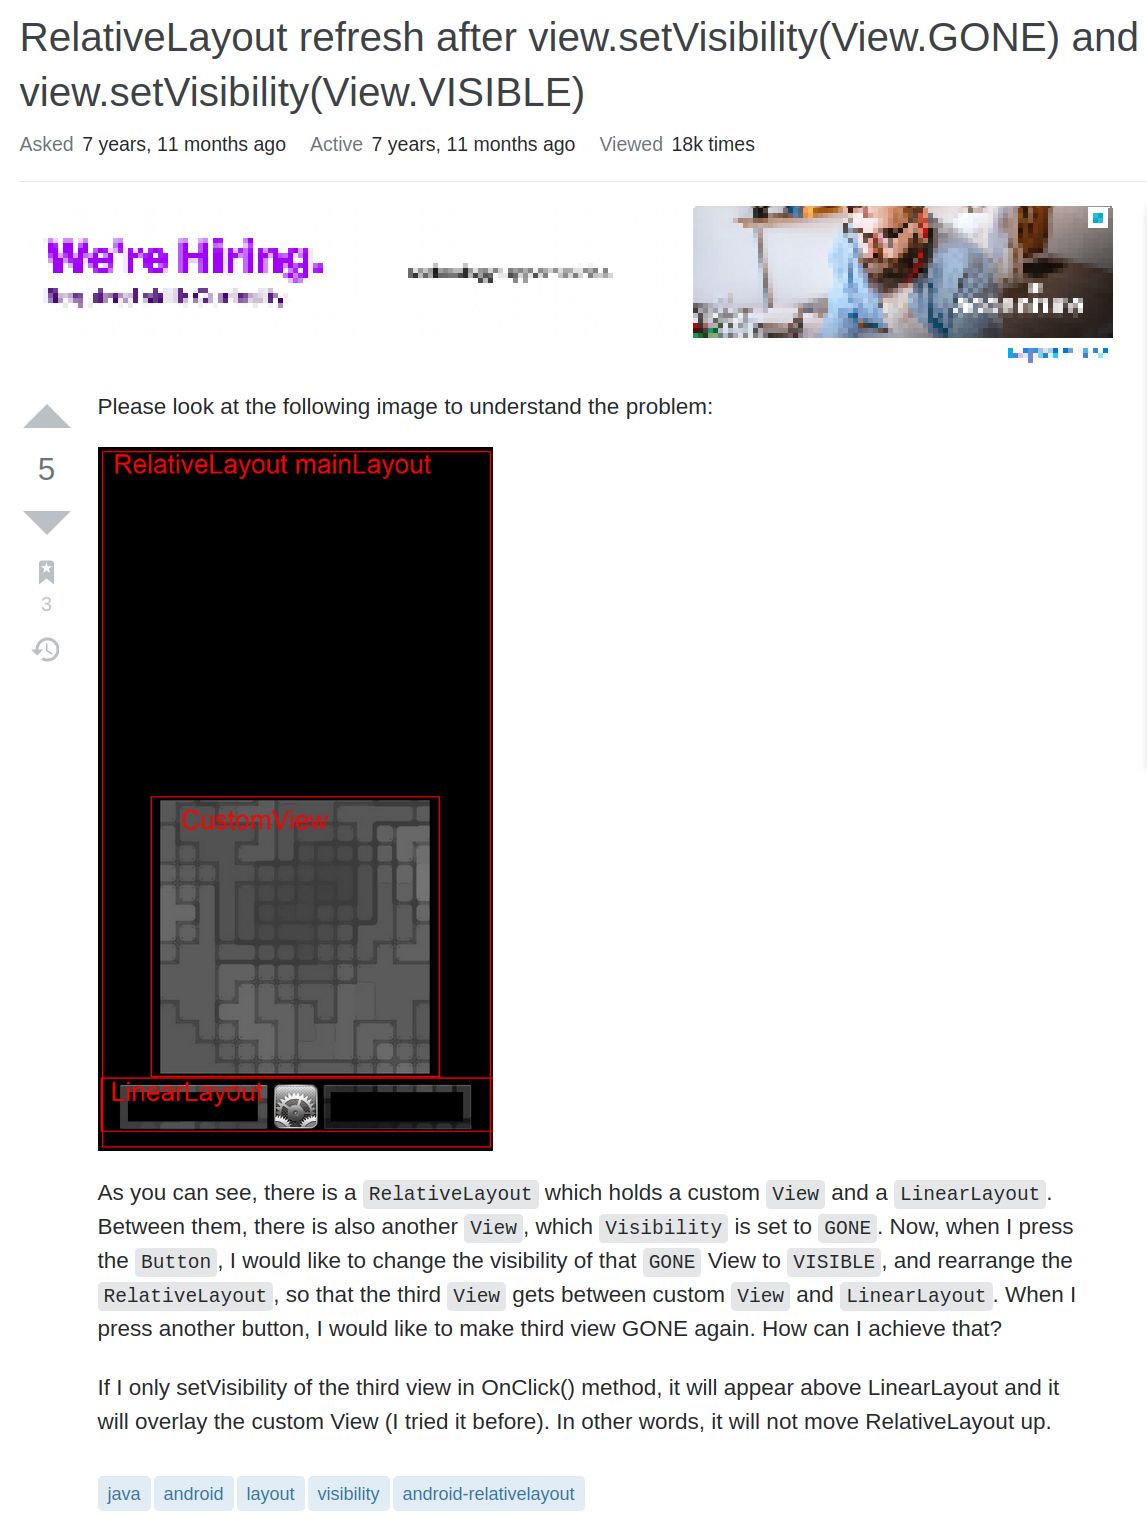 RelativeLayout refresh after view.setVisibility(View.GONE) and
view.setVisibility(View.VISIBLE)
Asked 7 years, 11 months ago Active 7 years, 11 months ago Viewed 18k times
We're Hiring.
accenture
Please look at the following image to understand the problem:
5
3
RelativeLayout mainLayout
CustomView
LinearLayout
As you can see, there is a RelativeLayout which holds a custom View and a LinearLayout.
Between them, there is also another View, which Visibility is set to GONE. Now, when I press
the Button, I would like to change the visibility of that GONE View to VISIBLE, and rearrange the
RelativeLayout, so that the third View gets between custom View and LinearLayout. When I
press another button, I would like to make third view GONE again. How can I achieve that?
If I only setVisibility of the third view in OnClick() method, it will appear above LinearLayout and it
will overlay the custom View (I tried it before). In other words, it will not move RelativeLayout up.
java android layout visibility android-relativelayout